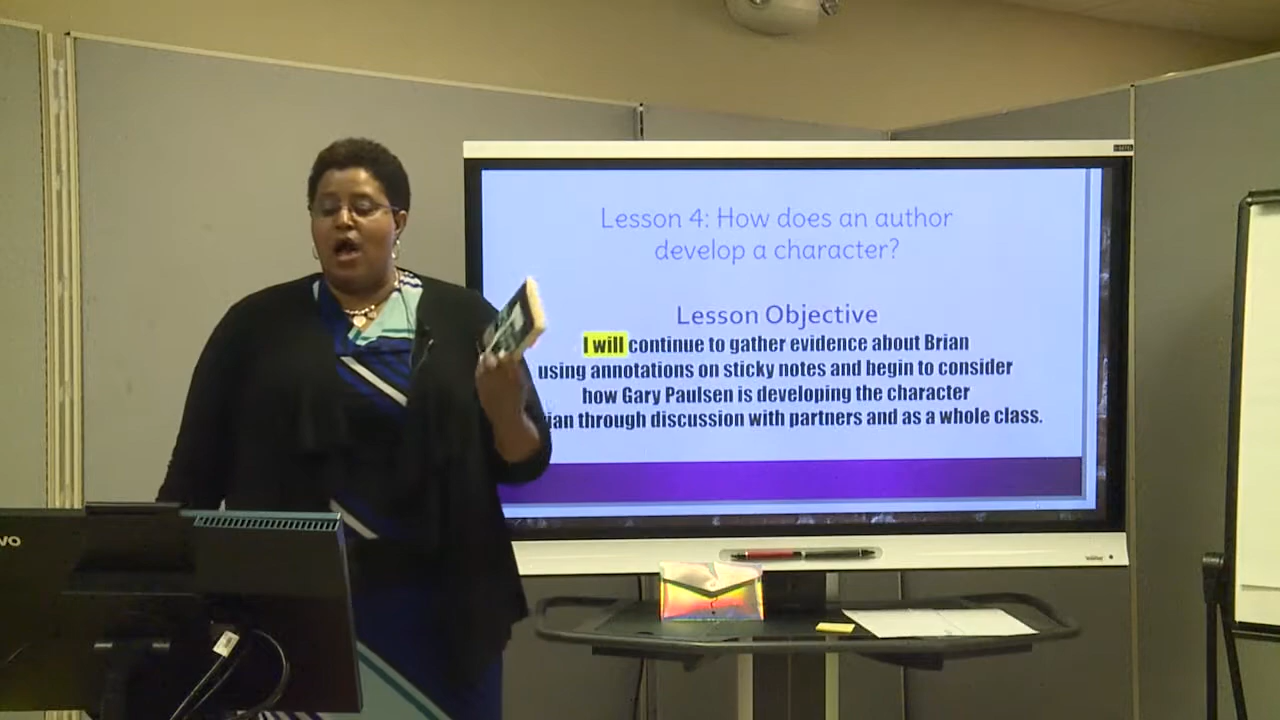 Lesson 4: How does an author
develop a character?
Lesson Objective
I will continue to gather evidence about Brian
using annotations on sticky notes and begin to consider
how Gary Paulsen is developing the character
through discussion with partners and as a whole class.